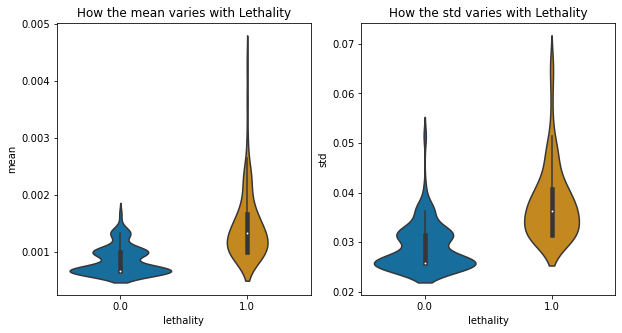 How the mean varies with Lethality
mean
0.005
0.004
0.003
0.002
0.001
0.0
1.0
lethality
How the std varies with Lethality
std
0.07
0.06
0.05
0.04
0.03
0.02
0.0
1.0
lethality